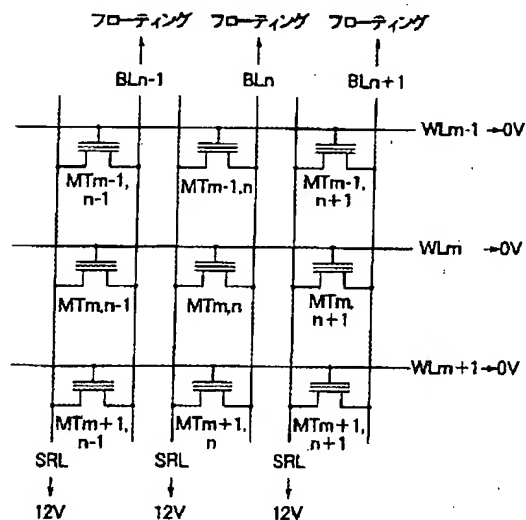 フローティング フローティング フローティング
BLn-1 BLn BLn+1
WLm-1→0V
MTm-1, n-1
MTm-1,n
MTm-1, n+1
WLm→0V
MTm,n-1
MTm,n
MTm, n+1
WLm+1→0V
MTm+1, n-1
MTm+1, n
MTm+1, n+1
SRL SRL SRL
12V 12V 12V